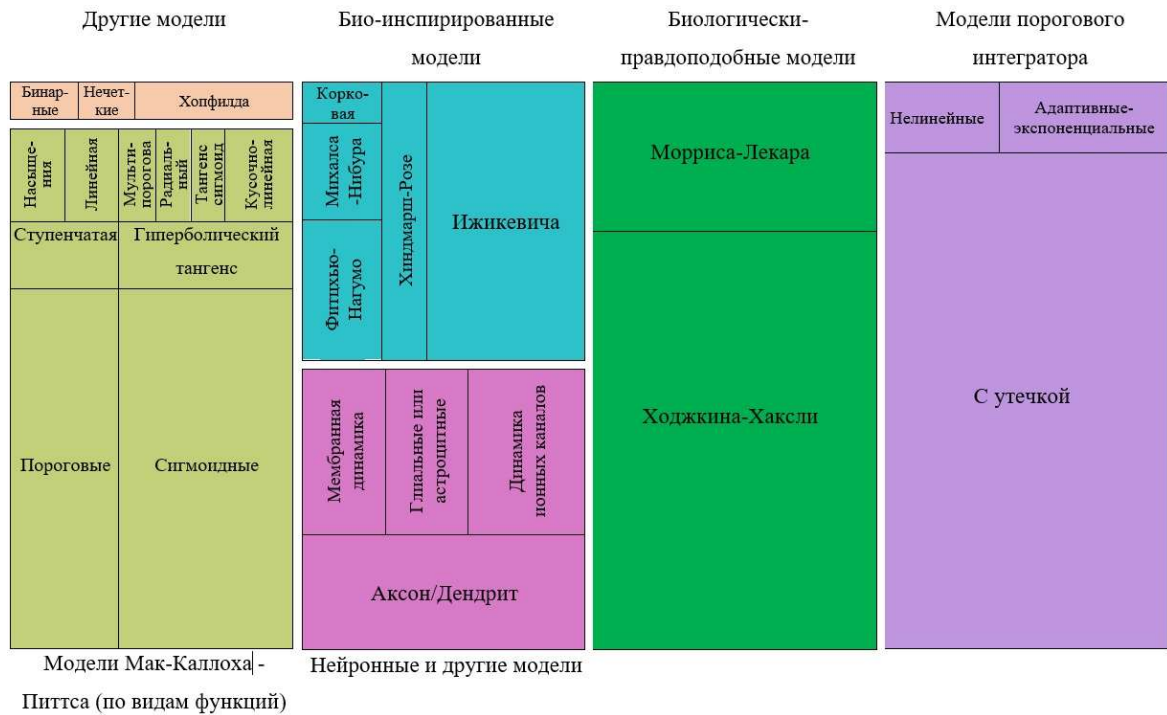 Другие модели
Био-инспирированные
модели
Биологически-
правдоподобные модели
Модели порогового
интегратора
Бинар-
ные
Нечет-
кие
Хопфилда
Насыще-
ния
Линейная
Мульти-
порогова
Радиаль-
ный
Тангенс
сигмоид
Кусочно-
линейная
Ступенчатая
Гиперболический
тангенс
Пороговые
Сигмоидные
Модели Мак-Каллоха -
Питтса (по видам функций)
Корко-
вая
Михалса
-Нибура
Фитцхью-
Нагумо
Хиндмарш-Розе
Ижикевича
Мембранная
динамика
Глиальные или
астроцитные
Динамика
ионных каналов
Аксон/Дендрит
Нейронные и другие модели
Морриса-Лекара
Ходжкина-Хаксли
Нелинейные
Адаптивные-
экспоненциальные
С утечкой